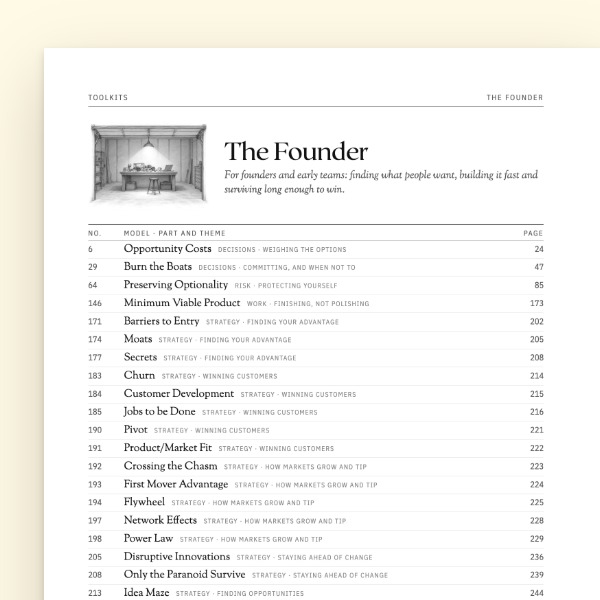 TOOLKITS THE FOUNDER
The Founder
For founders and early teams: finding what people want, building it fast and
surviving long enough to win.
NO. MODEL · PART AND THEME PAGE
6 Opportunity Costs DECISIONS · WEIGHING THE OPTIONS 24
29 Burn the Boats DECISIONS · COMMITTING, AND WHEN NOT TO 47
64 Preserving Optionality RISK · PROTECTING YOURSELF 85
146 Minimum Viable Product WORK · FINISHING, NOT POLISHING 173
171 Barriers to Entry STRATEGY · FINDING YOUR ADVANTAGE 202
174 Moats STRATEGY · FINDING YOUR ADVANTAGE 205
177 Secrets STRATEGY · FINDING YOUR ADVANTAGE 208
183 Churn STRATEGY · WINNING CUSTOMERS 214
184 Customer Development STRATEGY · WINNING CUSTOMERS 215
185 Jobs to be Done STRATEGY · WINNING CUSTOMERS 216
190 Pivot STRATEGY · WINNING CUSTOMERS 221
191 Product/Market Fit STRATEGY · WINNING CUSTOMERS 222
192 Crossing the Chasm STRATEGY · HOW MARKETS GROW AND TIP 223
193 First Mover Advantage STRATEGY · HOW MARKETS GROW AND TIP 224
194 Flywheel STRATEGY · HOW MARKETS GROW AND TIP 225
197 Network Effects STRATEGY · HOW MARKETS GROW AND TIP 228
198 Power Law STRATEGY · HOW MARKETS GROW AND TIP 229
205 Disruptive Innovations STRATEGY · STAYING AHEAD OF CHANGE 236
208 Only the Paranoid Survive STRATEGY · STAYING AHEAD OF CHANGE 239
213 Idea Maze STRATEGY · FINDING OPPORTUNITIES 244